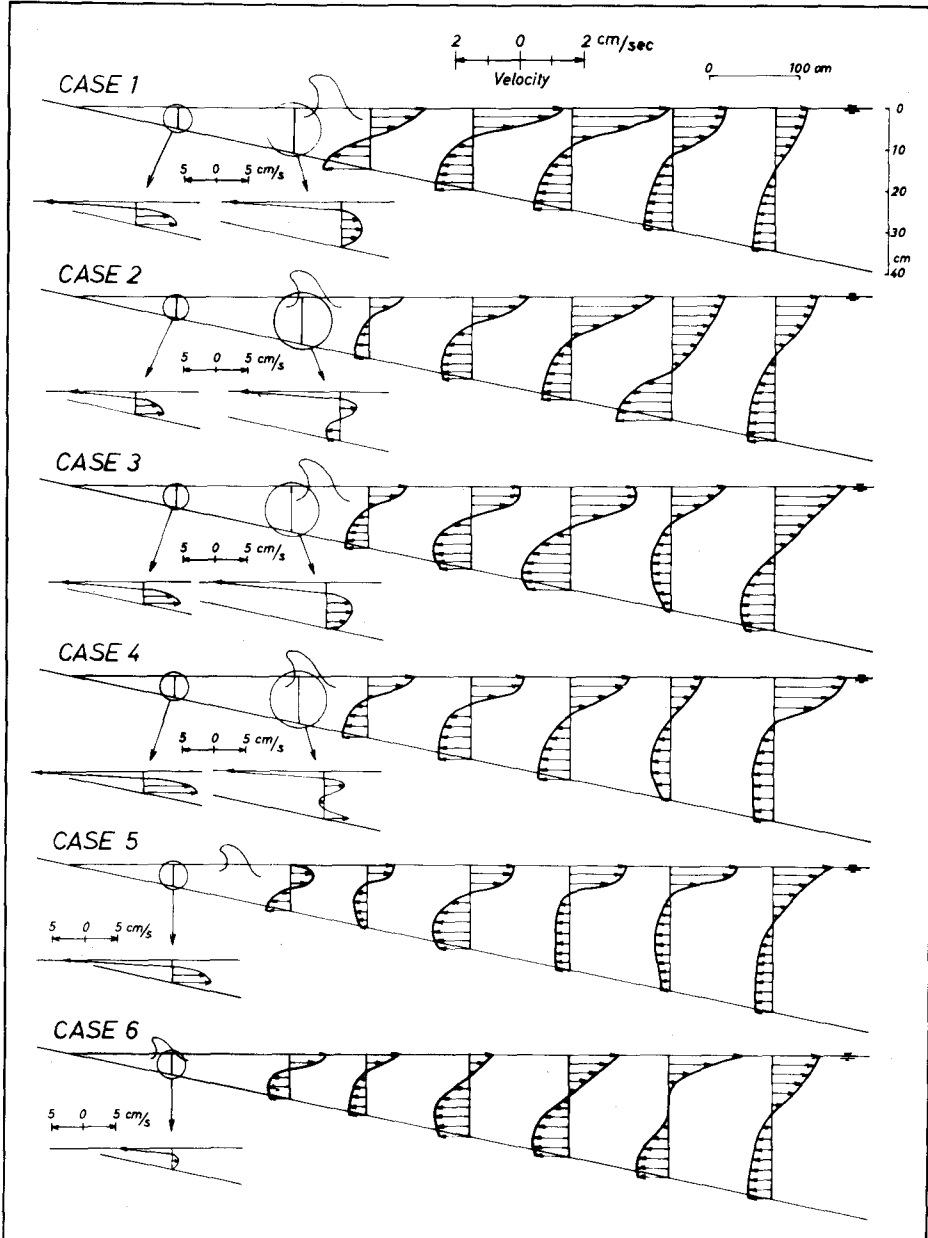 2 0 2 cm/sec
Velocity
0 100 cm
CASE 1
0
10
20
30
cm
40
5 0 5 cm/s
CASE 2
5 0 5 cm/s
CASE 3
5 0 5 cm/s
CASE 4
5 0 5 cm/s
CASE 5
5 0 5 cm/s
CASE 6
5 0 5 cm/s